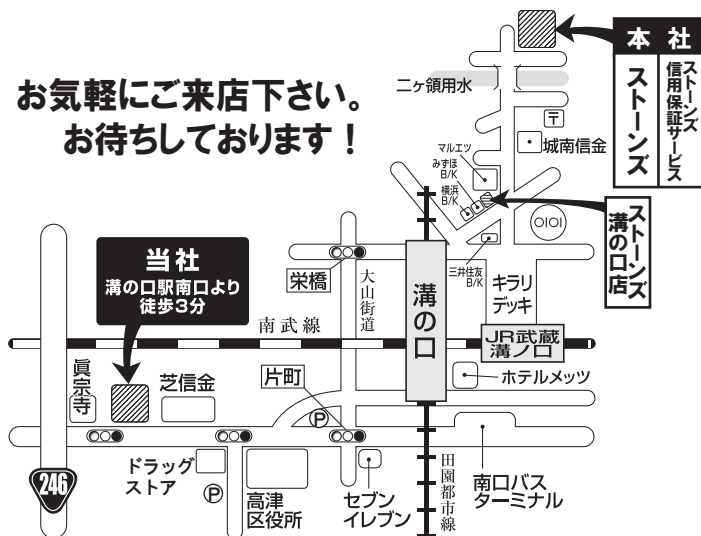 お気軽にご来店下さい。
お待ちしております！
本社
ストーンズ
信用保証サービス
ストーンズ
二ヶ領用水
〒
城南信金
マルエツ
みずほ
B/K
横浜
B/K
OIOI
ストーンズ
溝の口店
三井住友
B/K
キラリ
デッキ
当社
溝の口駅南口より
徒歩3分
栄橋
大山街道
溝の口
南武線
JR武蔵
溝ノ口
眞宗寺
芝信金
片町
ホテルメッツ
P
246
ドラッグ
ストア
P
高津
区役所
セブン
イレブン
田園都市線
南口バス
ターミナル